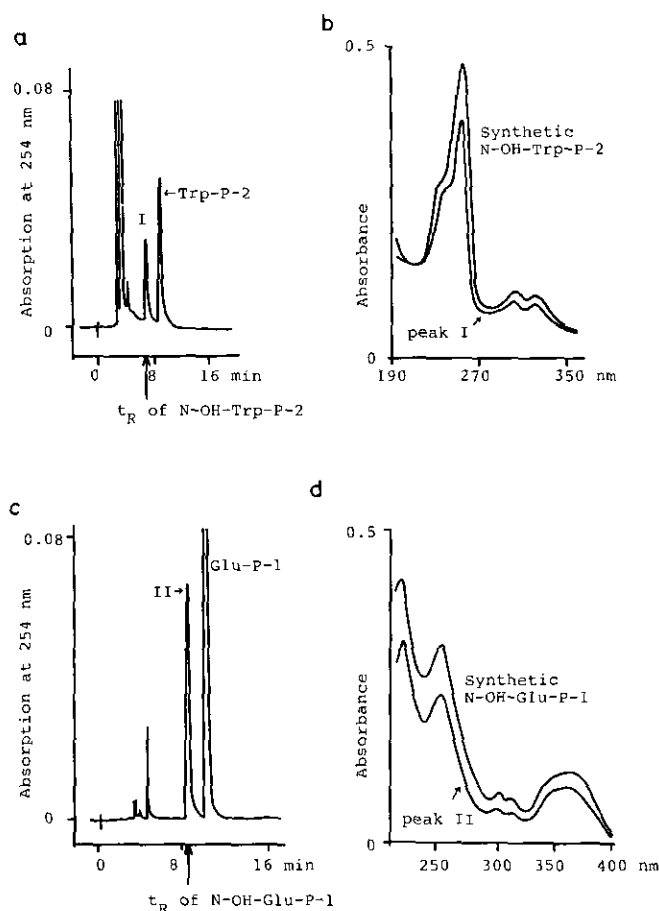 a
0.08
Absorption at 254 nm
I
←Trp-P-2
0
0
8
16 min
tR of N-OH-Trp-P-2
b
0.5
Synthetic
N-OH-Trp-P-2
Absorbance
peak I
0
190
270
350 nm
c
0.08
Absorption at 254 nm
II→
Glu-P-1
0
0
8
16 min
tR of N-OH-Glu-P-1
d
0.5
Synthetic
N-OH-Glu-P-1
Absorbance
peak II
0
250
300
350
400 nm